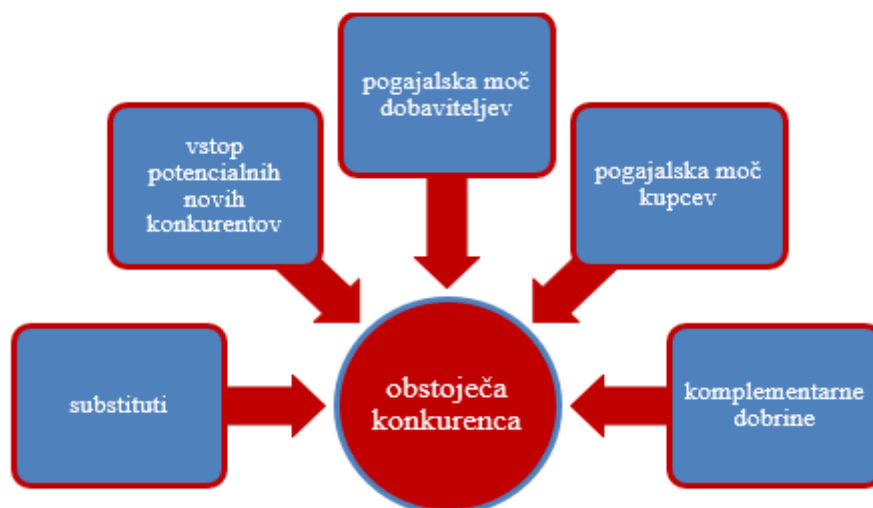 pogajalska moč
dobaviteljev
vstop
potencialnih
novih
konkurentov
pogajalska moč
kupcev
substituti
obstoječa
konkurenca
komplementarne
dobrine